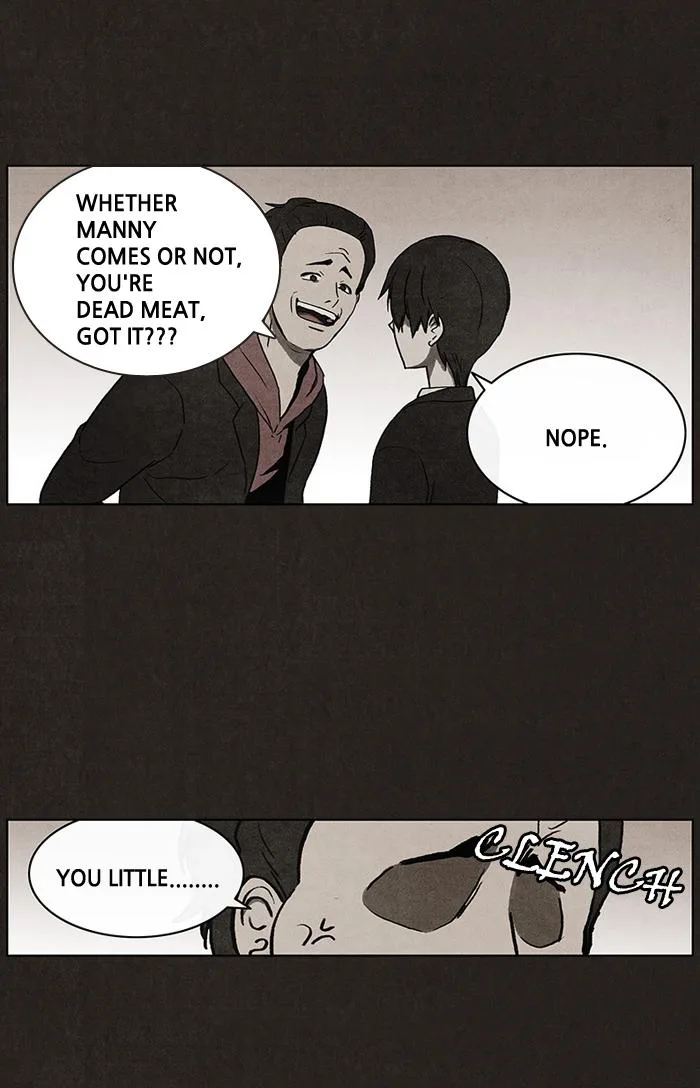 WHETHER
MANNY
COMES OR NOT,
YOU'RE
DEAD MEAT,
GOT IT???
NOPE.
YOU LITTLE........
CLENCH